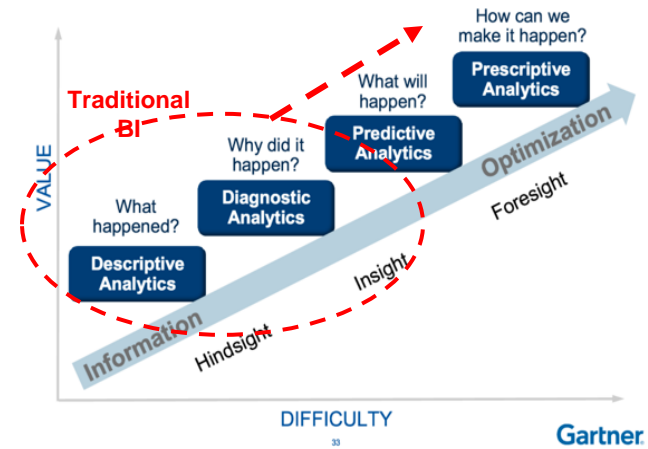 How can we
make it happen?
Prescriptive
Analytics
What will
happen?
Predictive
Analytics
Traditional
BI
Why did it
happen?
Diagnostic
Analytics
What
happened?
Descriptive
Analytics
VALUE
Information
Optimization
Hindsight
Insight
Foresight
DIFFICULTY
33
Gartner